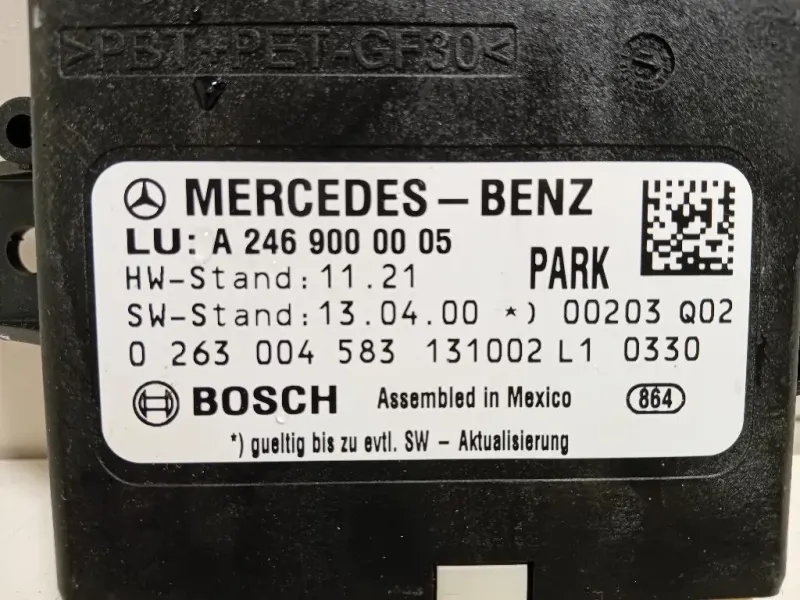 >PBT+PET-GF30<
MERCEDES-BENZ
LU: A 246 900 00 05
HW-Stand: 11.21 PARK
SW-Stand: 13.04.00 *) 00203 Q02
0 263 004 583 131002 L1 0330
BOSCH Assembled in Mexico 864
*) gueltig bis zu evtl. SW - Aktualisierung